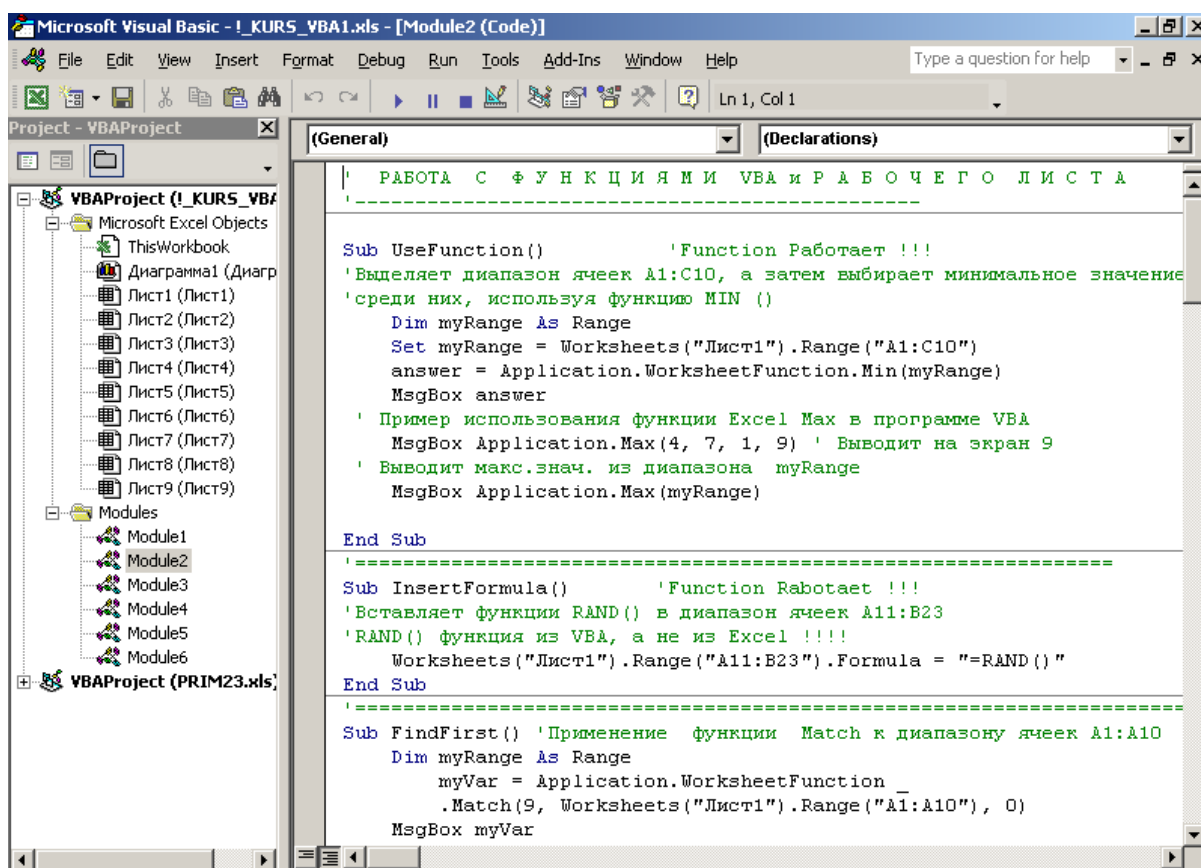 Microsoft Visual Basic - !_KURS_VBA1.xls - [Module2 (Code)]
File Edit View Insert Format Debug Run Tools Add-Ins Window Help Type a question for help
Ln 1, Col 1
Project - VBAProject
VBAProject (!_KURS_VBA
Microsoft Excel Objects
ThisWorkbook
Диаграмма1 (Диагр
Лист1 (Лист1)
Лист2 (Лист2)
Лист3 (Лист3)
Лист4 (Лист4)
Лист5 (Лист5)
Лист6 (Лист6)
Лист7 (Лист7)
Лист8 (Лист8)
Лист9 (Лист9)
Modules
Module1
Module2
Module3
Module4
Module5
Module6
VBAProject (PRIM23.xls)
(General) (Declarations)
' РАБОТА С Ф У Н К Ц И Я М И VBA и Р А Б О Ч Е Г О Л И С Т А
'-----------------------------------------------
Sub UseFunction() 'Function Работает !!!
'Выделяет диапазон ячеек A1:C10, а затем выбирает минимальное значение
'среди них, используя функцию MIN ()
Dim myRange As Range
Set myRange = Worksheets("Лист1").Range("A1:C10")
answer = Application.WorksheetFunction.Min(myRange)
MsgBox answer
' Пример использования функции Excel Max в программе VBA
MsgBox Application.Max(4, 7, 1, 9) ' Выводит на экран 9
' Выводит макс.знач. из диапазона myRange
MsgBox Application.Max(myRange)
End Sub
'===============================================================
Sub InsertFormula() 'Function Rabotaet !!!
'Вставляет функции RAND() в диапазон ячеек A11:B23
'RAND() функция из VBA, а не из Excel !!!!
Worksheets("Лист1").Range("A11:B23").Formula = "=RAND()"
End Sub
'=====================================================================
Sub FindFirst() 'Применение функции Match к диапазону ячеек A1:A10
Dim myRange As Range
myVar = Application.WorksheetFunction _
.Match(9, Worksheets("Лист1").Range("A1:A10"), 0)
MsgBox myVar